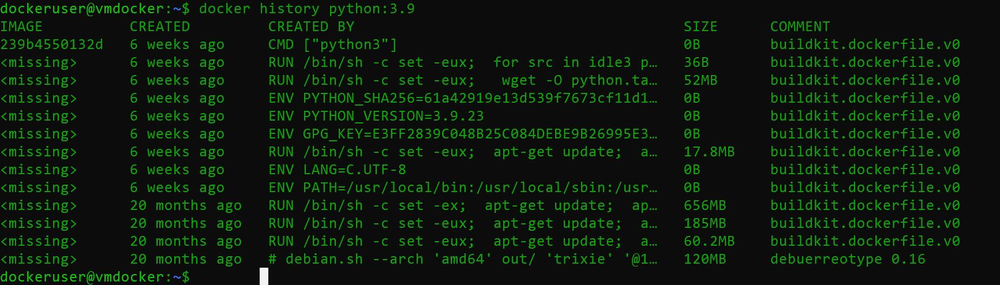 dockeruser@vmdocker:~$ docker history python:3.9
IMAGE          CREATED         CREATED BY                                      SIZE      COMMENT
239b4550132d   6 weeks ago     CMD ["python3"]                                 0B        buildkit.dockerfile.v0
<missing>      6 weeks ago     RUN /bin/sh -c set -eux;  for src in idle3 p…   36B       buildkit.dockerfile.v0
<missing>      6 weeks ago     RUN /bin/sh -c set -eux;   wget -O python.ta…   52MB      buildkit.dockerfile.v0
<missing>      6 weeks ago     ENV PYTHON_SHA256=61a42919e13d539f7673cf11d1…   0B        buildkit.dockerfile.v0
<missing>      6 weeks ago     ENV PYTHON_VERSION=3.9.23                       0B        buildkit.dockerfile.v0
<missing>      6 weeks ago     ENV GPG_KEY=E3FF2839C048B25C084DEBE9B26995E3…   0B        buildkit.dockerfile.v0
<missing>      6 weeks ago     RUN /bin/sh -c set -eux;  apt-get update;  a…   17.8MB    buildkit.dockerfile.v0
<missing>      6 weeks ago     ENV LANG=C.UTF-8                                0B        buildkit.dockerfile.v0
<missing>      6 weeks ago     ENV PATH=/usr/local/bin:/usr/local/sbin:/usr…   0B        buildkit.dockerfile.v0
<missing>      20 months ago   RUN /bin/sh -c set -ex;  apt-get update;  ap…   656MB     buildkit.dockerfile.v0
<missing>      20 months ago   RUN /bin/sh -c set -eux;  apt-get update;  a…   185MB     buildkit.dockerfile.v0
<missing>      20 months ago   RUN /bin/sh -c set -eux;  apt-get update;  a…   60.2MB    buildkit.dockerfile.v0
<missing>      20 months ago   # debian.sh --arch 'amd64' out/ 'trixie' '@1…   120MB     debuerreotype 0.16
dockeruser@vmdocker:~$